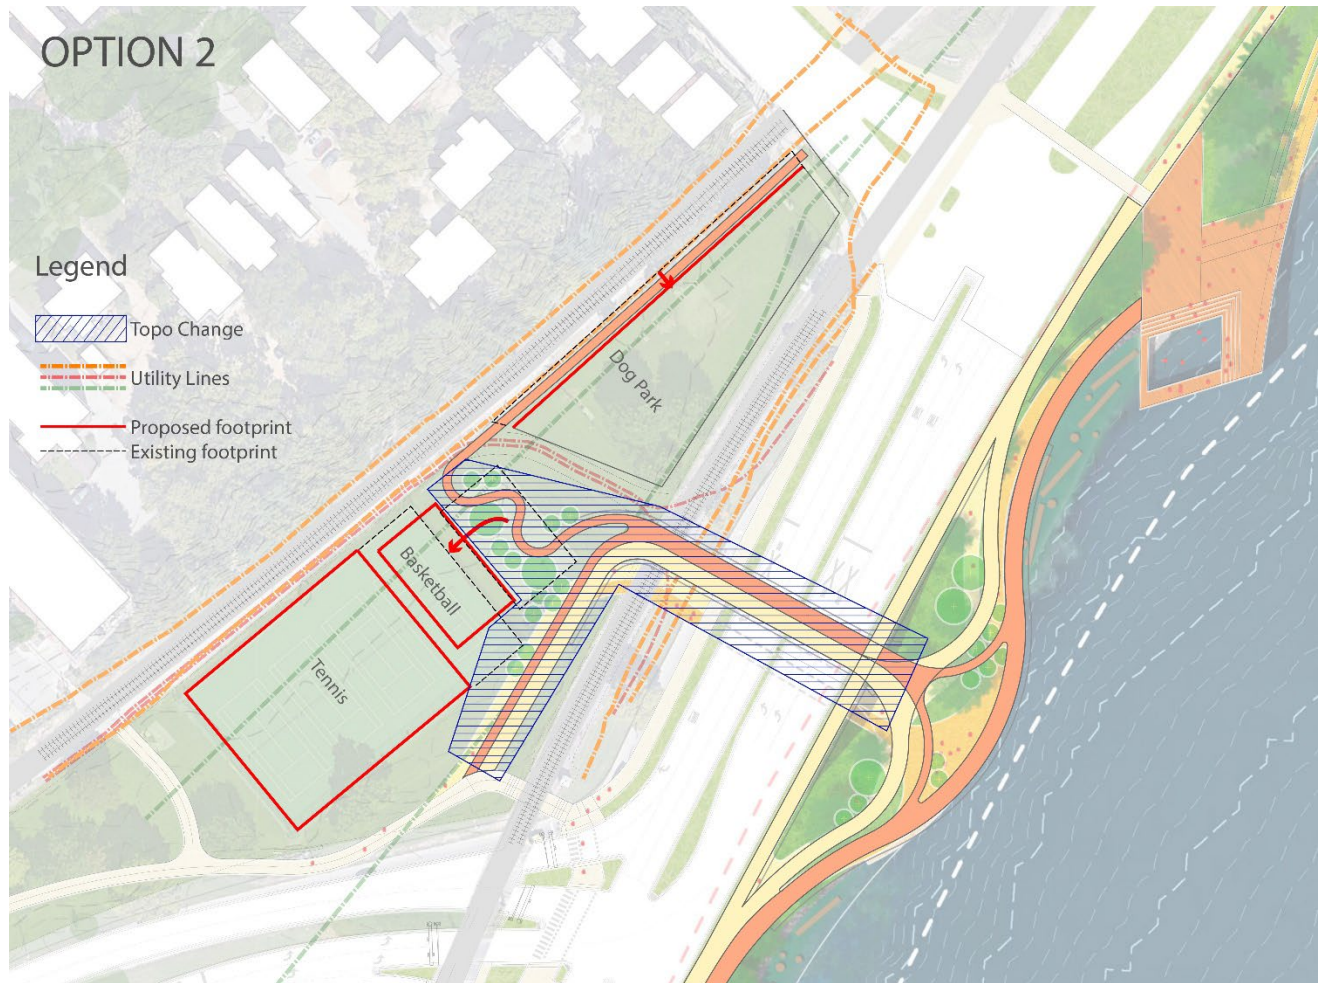 OPTION 2
Legend
Topo Change
Utility Lines
Proposed footprint
Existing footprint
Dog Park
Basketball
Tennis